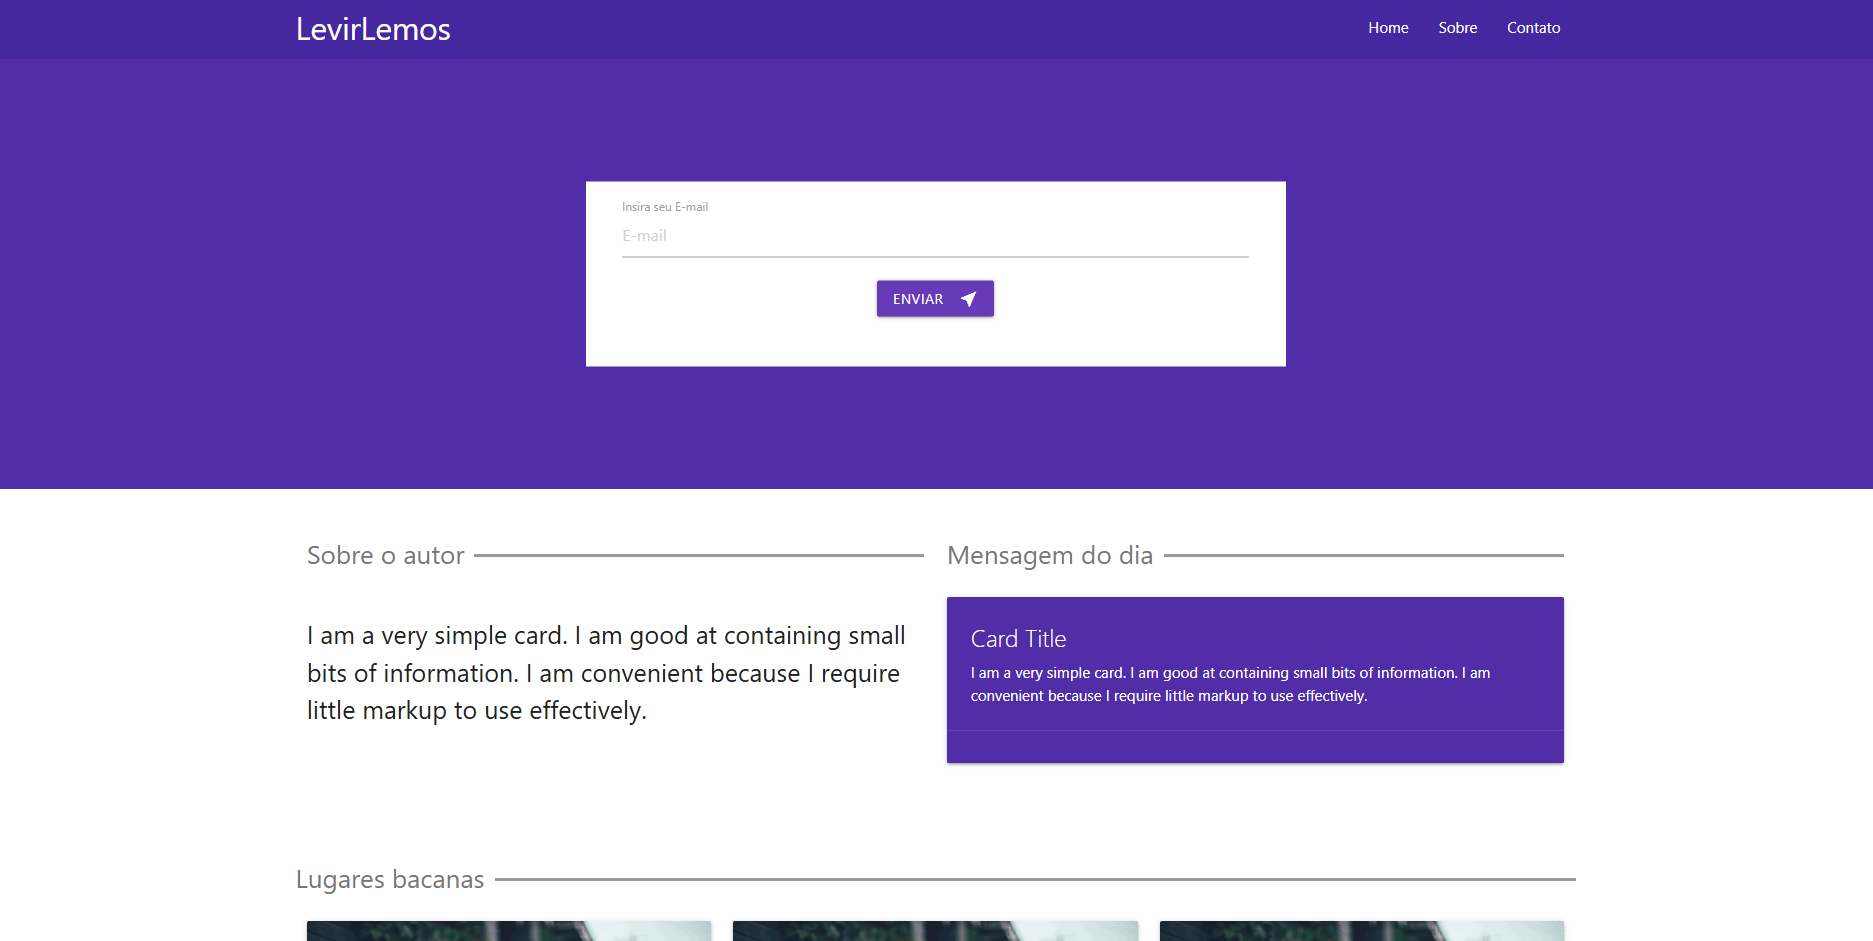 LevirLemos
Home
Sobre
Contato
Insira seu E-mail
E-mail
ENVIAR
Sobre o autor
I am a very simple card. I am good at containing small
bits of information. I am convenient because I require
little markup to use effectively.
Mensagem do dia
Card Title
I am a very simple card. I am good at containing small bits of information. I am
convenient because I require little markup to use effectively.
Lugares bacanas